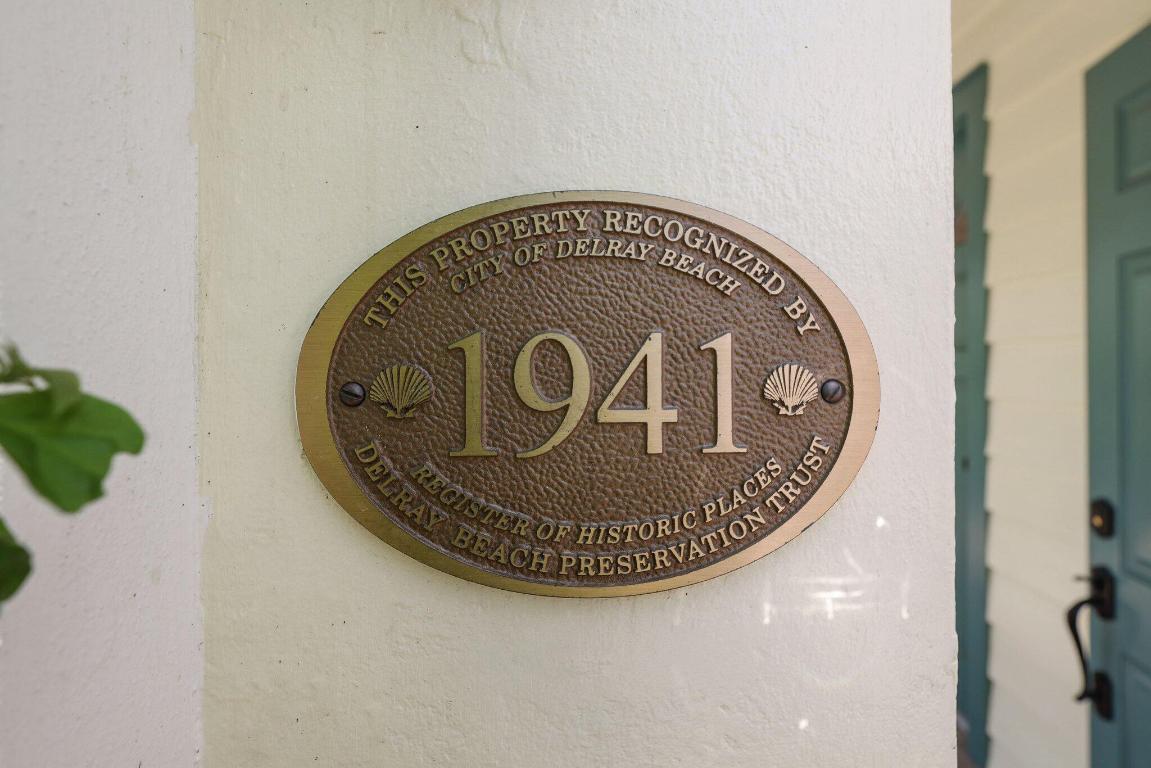 THIS PROPERTY RECOGNIZED BY
CITY OF DELRAY BEACH
1941
REGISTER OF HISTORIC PLACES
DELRAY BEACH PRESERVATION TRUST